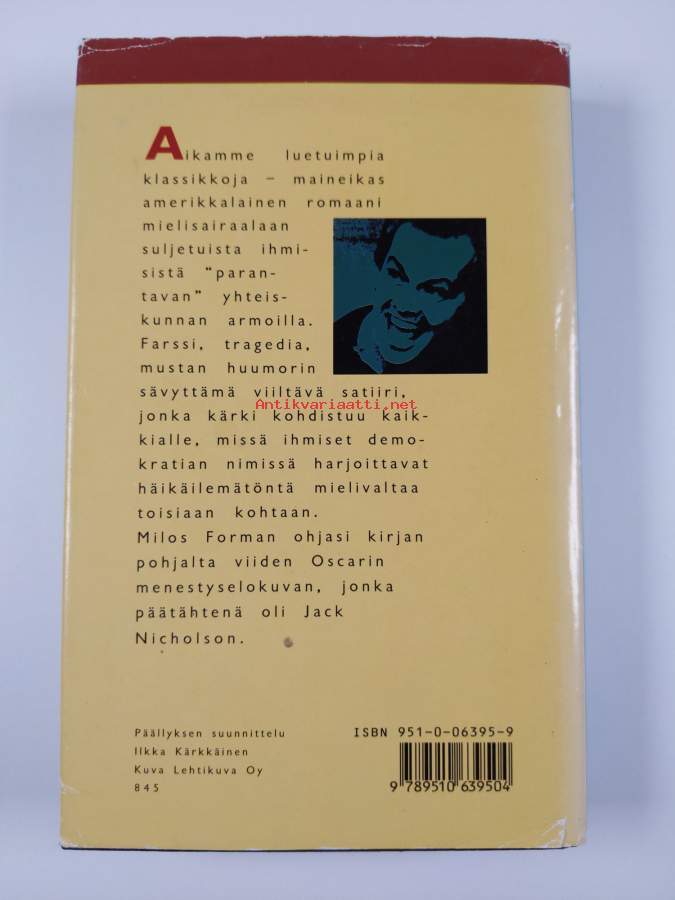 Aikamme luetuimpia
klassikkoja – maineikas
amerikkalainen romaani
mielisairaalaan
suljetuista ihmi-
sistä "paran-
tavan" yhteis-
kunnan armoilla.
Farssi, tragedia,
mustan huumorin
sävyttämä viiltävä satiiri,
Antikvariaatti.net
jonka kärki kohdistuu kaik-
kialle, missä ihmiset demo-
kratian nimissä harjoittavat
häikäilemätöntä mielivaltaa
toisiaan kohtaan.
Milos Forman ohjasi kirjan
pohjalta viiden Oscarin
menestyselokuvan, jonka
päätähtenä oli Jack
Nicholson.
Päällyksen suunnittelu
Ilkka Kärkkäinen
Kuva Lehtikuva Oy
845
ISBN 951-0-06395-9
9 789510 639504